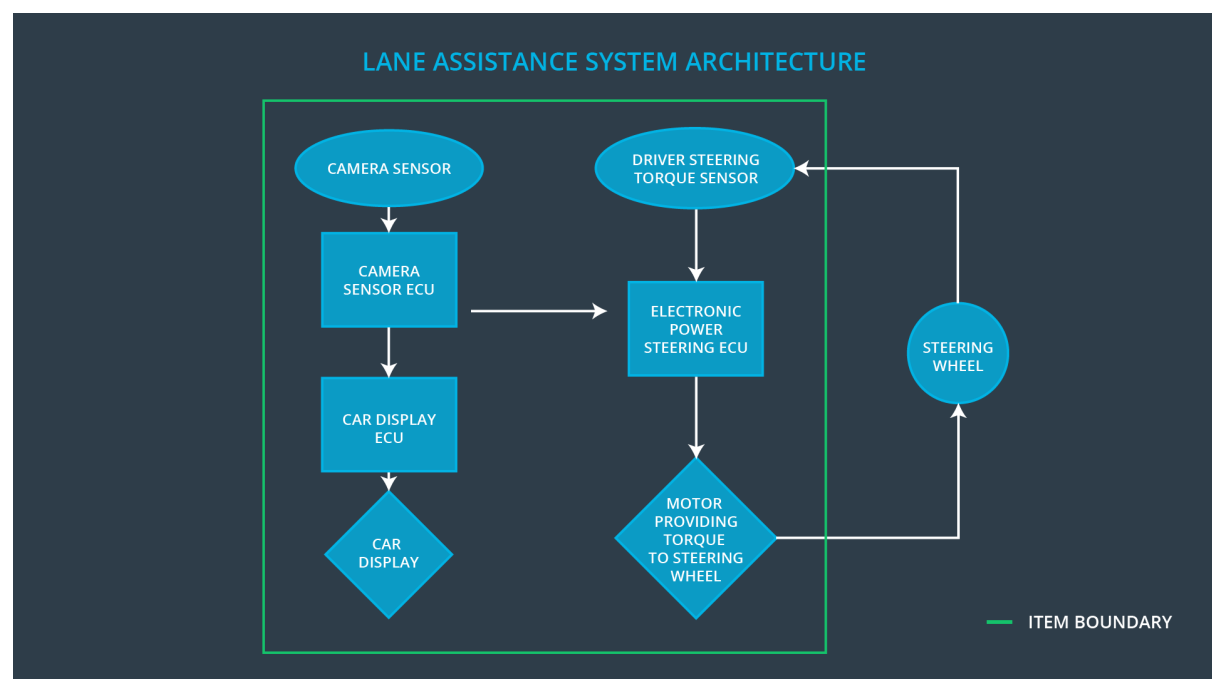 LANE ASSISTANCE SYSTEM ARCHITECTURE
CAMERA SENSOR
CAMERA
SENSOR ECU
CAR DISPLAY
ECU
CAR
DISPLAY
DRIVER STEERING
TORQUE SENSOR
ELECTRONIC
POWER
STEERING ECU
MOTOR
PROVIDING
TORQUE
TO STEERING
WHEEL
STEERING
WHEEL
ITEM BOUNDARY